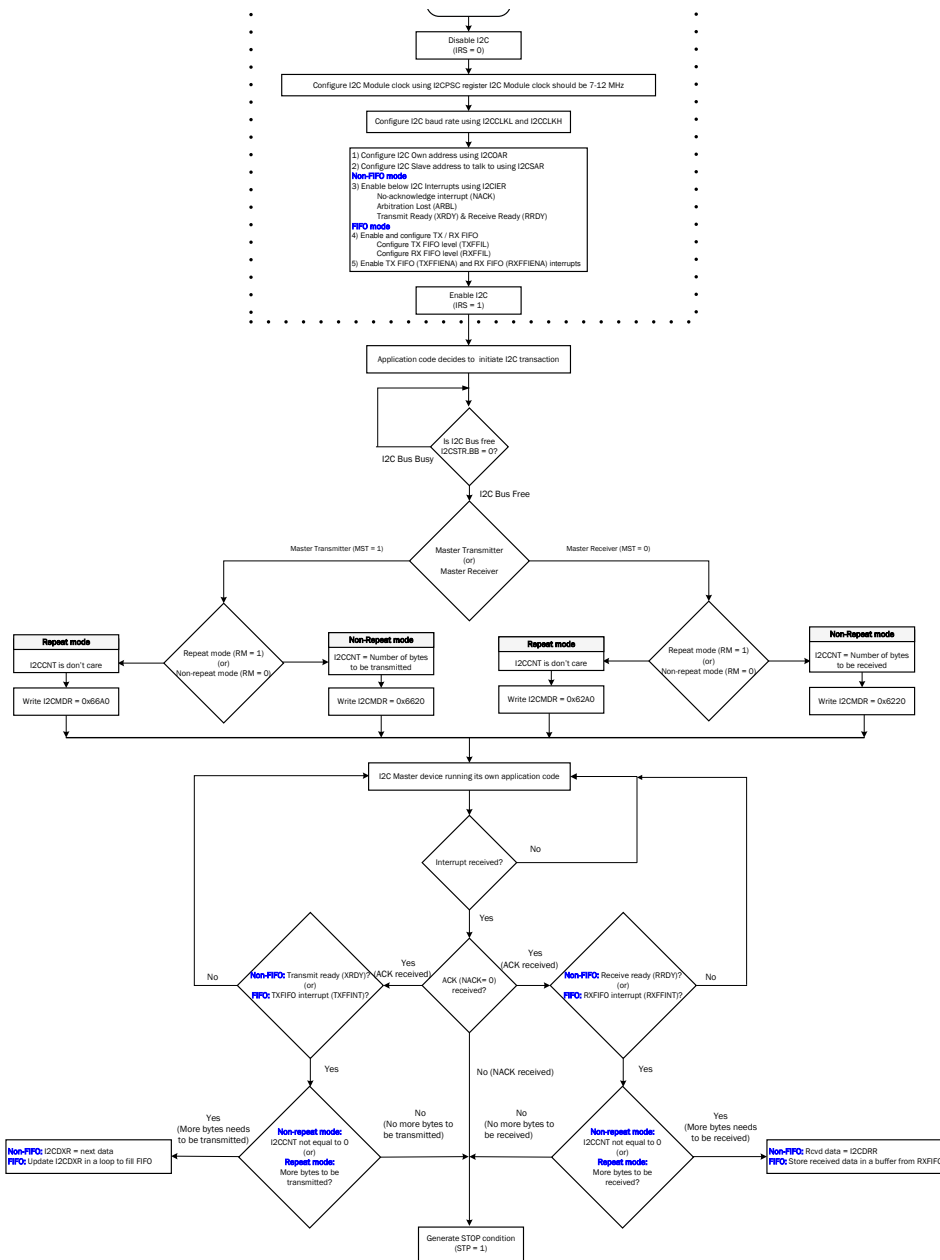 Disable I2C
(IRS = 0)
Configure I2C Module clock using I2CPSC register I2C Module clock should be 7-12 MHz
Configure I2C baud rate using I2CCLKL and I2CCLKH
1) Configure I2C Own address using I2COAR
2) Configure I2C Slave address to talk to using I2CSAR
Non-FIFO mode
3) Enable below I2C Interrupts using I2CIER
No-acknowledge interrupt (NACK)
Arbitration Lost (ARBL)
Transmit Ready (XRDY) & Receive Ready (RRDY)
FIFO mode
4) Enable and configure TX / RX FIFO
Configure TX FIFO level (TXFFIL)
Configure RX FIFO level (RXFFIL)
5) Enable TX FIFO (TXFFIENA) and RX FIFO (RXFFIENA) interrupts
Enable I2C
(IRS = 1)
Application code decides to initiate I2C transaction
Is I2C Bus free
I2CSTR.BB = 0?
I2C Bus Busy
I2C Bus Free
Master Transmitter (MST = 1)
Master Transmitter
(or)
Master Receiver
Master Receiver (MST = 0)
Repeat mode
I2CCNT is don't care
Write I2CMDR = 0x66A0
Repeat mode (RM = 1)
(or)
Non-repeat mode (RM = 0)
Non-Repeat mode
I2CCNT = Number of bytes
to be transmitted
Write I2CMDR = 0x6620
Repeat mode
I2CCNT is don't care
Write I2CMDR = 0x62A0
Repeat mode (RM = 1)
(or)
Non-repeat mode (RM = 0)
Non-Repeat mode
I2CCNT = Number of bytes
to be received
Write I2CMDR = 0x6220
I2C Master device running its own application code
Interrupt received?
No
Yes
No
Non-FIFO: Transmit ready (XRDY)?
(or)
FIFO: TXFIFO interrupt (TXFFINT)?
Yes
(ACK received)
ACK (NACK= 0)
received?
Yes
(ACK received)
Non-FIFO: Receive ready (RRDY)?
(or)
FIFO: RXFIFO interrupt (RXFFINT)?
No
Yes
No (NACK received)
Yes
Non-FIFO: I2CDXR = next data
FIFO: Update I2CDXR in a loop to fill FIFO
Yes
(More bytes needs
to be transmitted)
Non-repeat mode:
I2CCNT not equal to 0
(or)
Repeat mode:
More bytes to be
transmitted?
No
(No more bytes to
be transmitted)
No
(No more bytes to
be received)
Non-repeat mode:
I2CCNT not equal to 0
(or)
Repeat mode:
More bytes to be
received?
Yes
(More bytes needs
to be received)
Non-FIFO: Rcvd data = I2CDRR
FIFO: Store received data in a buffer from RXFIFO
Generate STOP condition
(STP = 1)